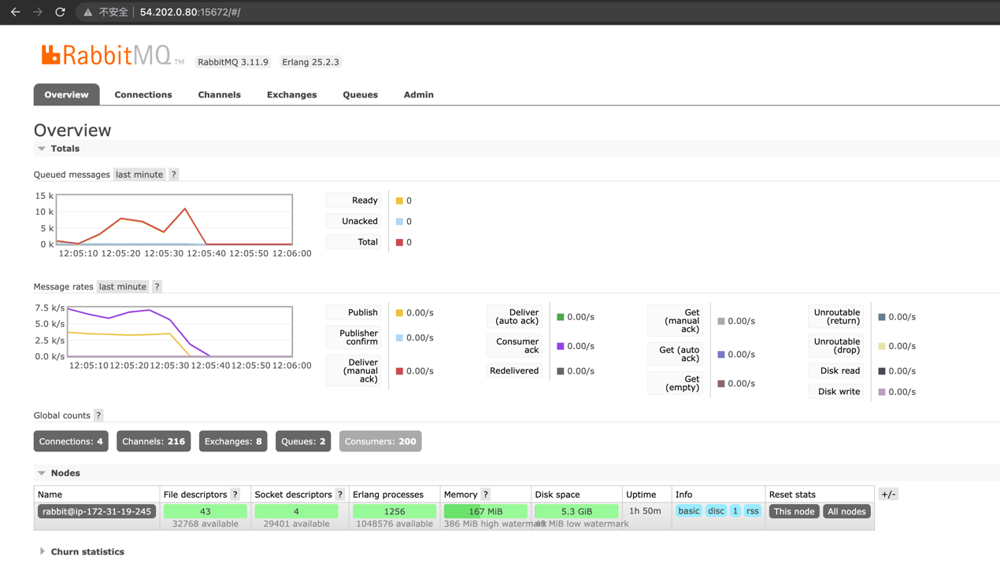 不安全 54.202.0.80:15672/#/
RabbitMQ TM RabbitMQ 3.11.9 Erlang 25.2.3
Overview Connections Channels Exchanges Queues Admin
Overview
Totals
Queued messages last minute ?
15 k
10 k
5 k
0 k
12:05:10 12:05:20 12:05:30 12:05:40 12:05:50 12:06:00
Ready 0
Unacked 0
Total 0
Message rates last minute ?
7.5 k/s
5.0 k/s
2.5 k/s
0.0 k/s
12:05:10 12:05:20 12:05:30 12:05:40 12:05:50 12:06:00
Publish 0.00/s
Publisher
confirm 0.00/s
Deliver
(manual
ack) 0.00/s
Deliver
(auto ack) 0.00/s
Consumer
ack 0.00/s
Redelivered 0.00/s
Get
(manual
ack) 0.00/s
Get (auto
ack) 0.00/s
Get
(empty) 0.00/s
Unroutable
(return) 0.00/s
Unroutable
(drop) 0.00/s
Disk read 0.00/s
Disk write 0.00/s
Global counts ?
Connections: 4 Channels: 216 Exchanges: 8 Queues: 2 Consumers: 200
Nodes
Name File descriptors ? Socket descriptors ? Erlang processes Memory ? Disk space Uptime Info Reset stats +/-
rabbit@ip-172-31-19-245 43 4 1256 167 MiB 5.3 GiB 1h 50m basic disc 1 rss This node All nodes
32768 available 29401 available 1048576 available 386 MiB high watermark 48 MiB low watermark
Churn statistics